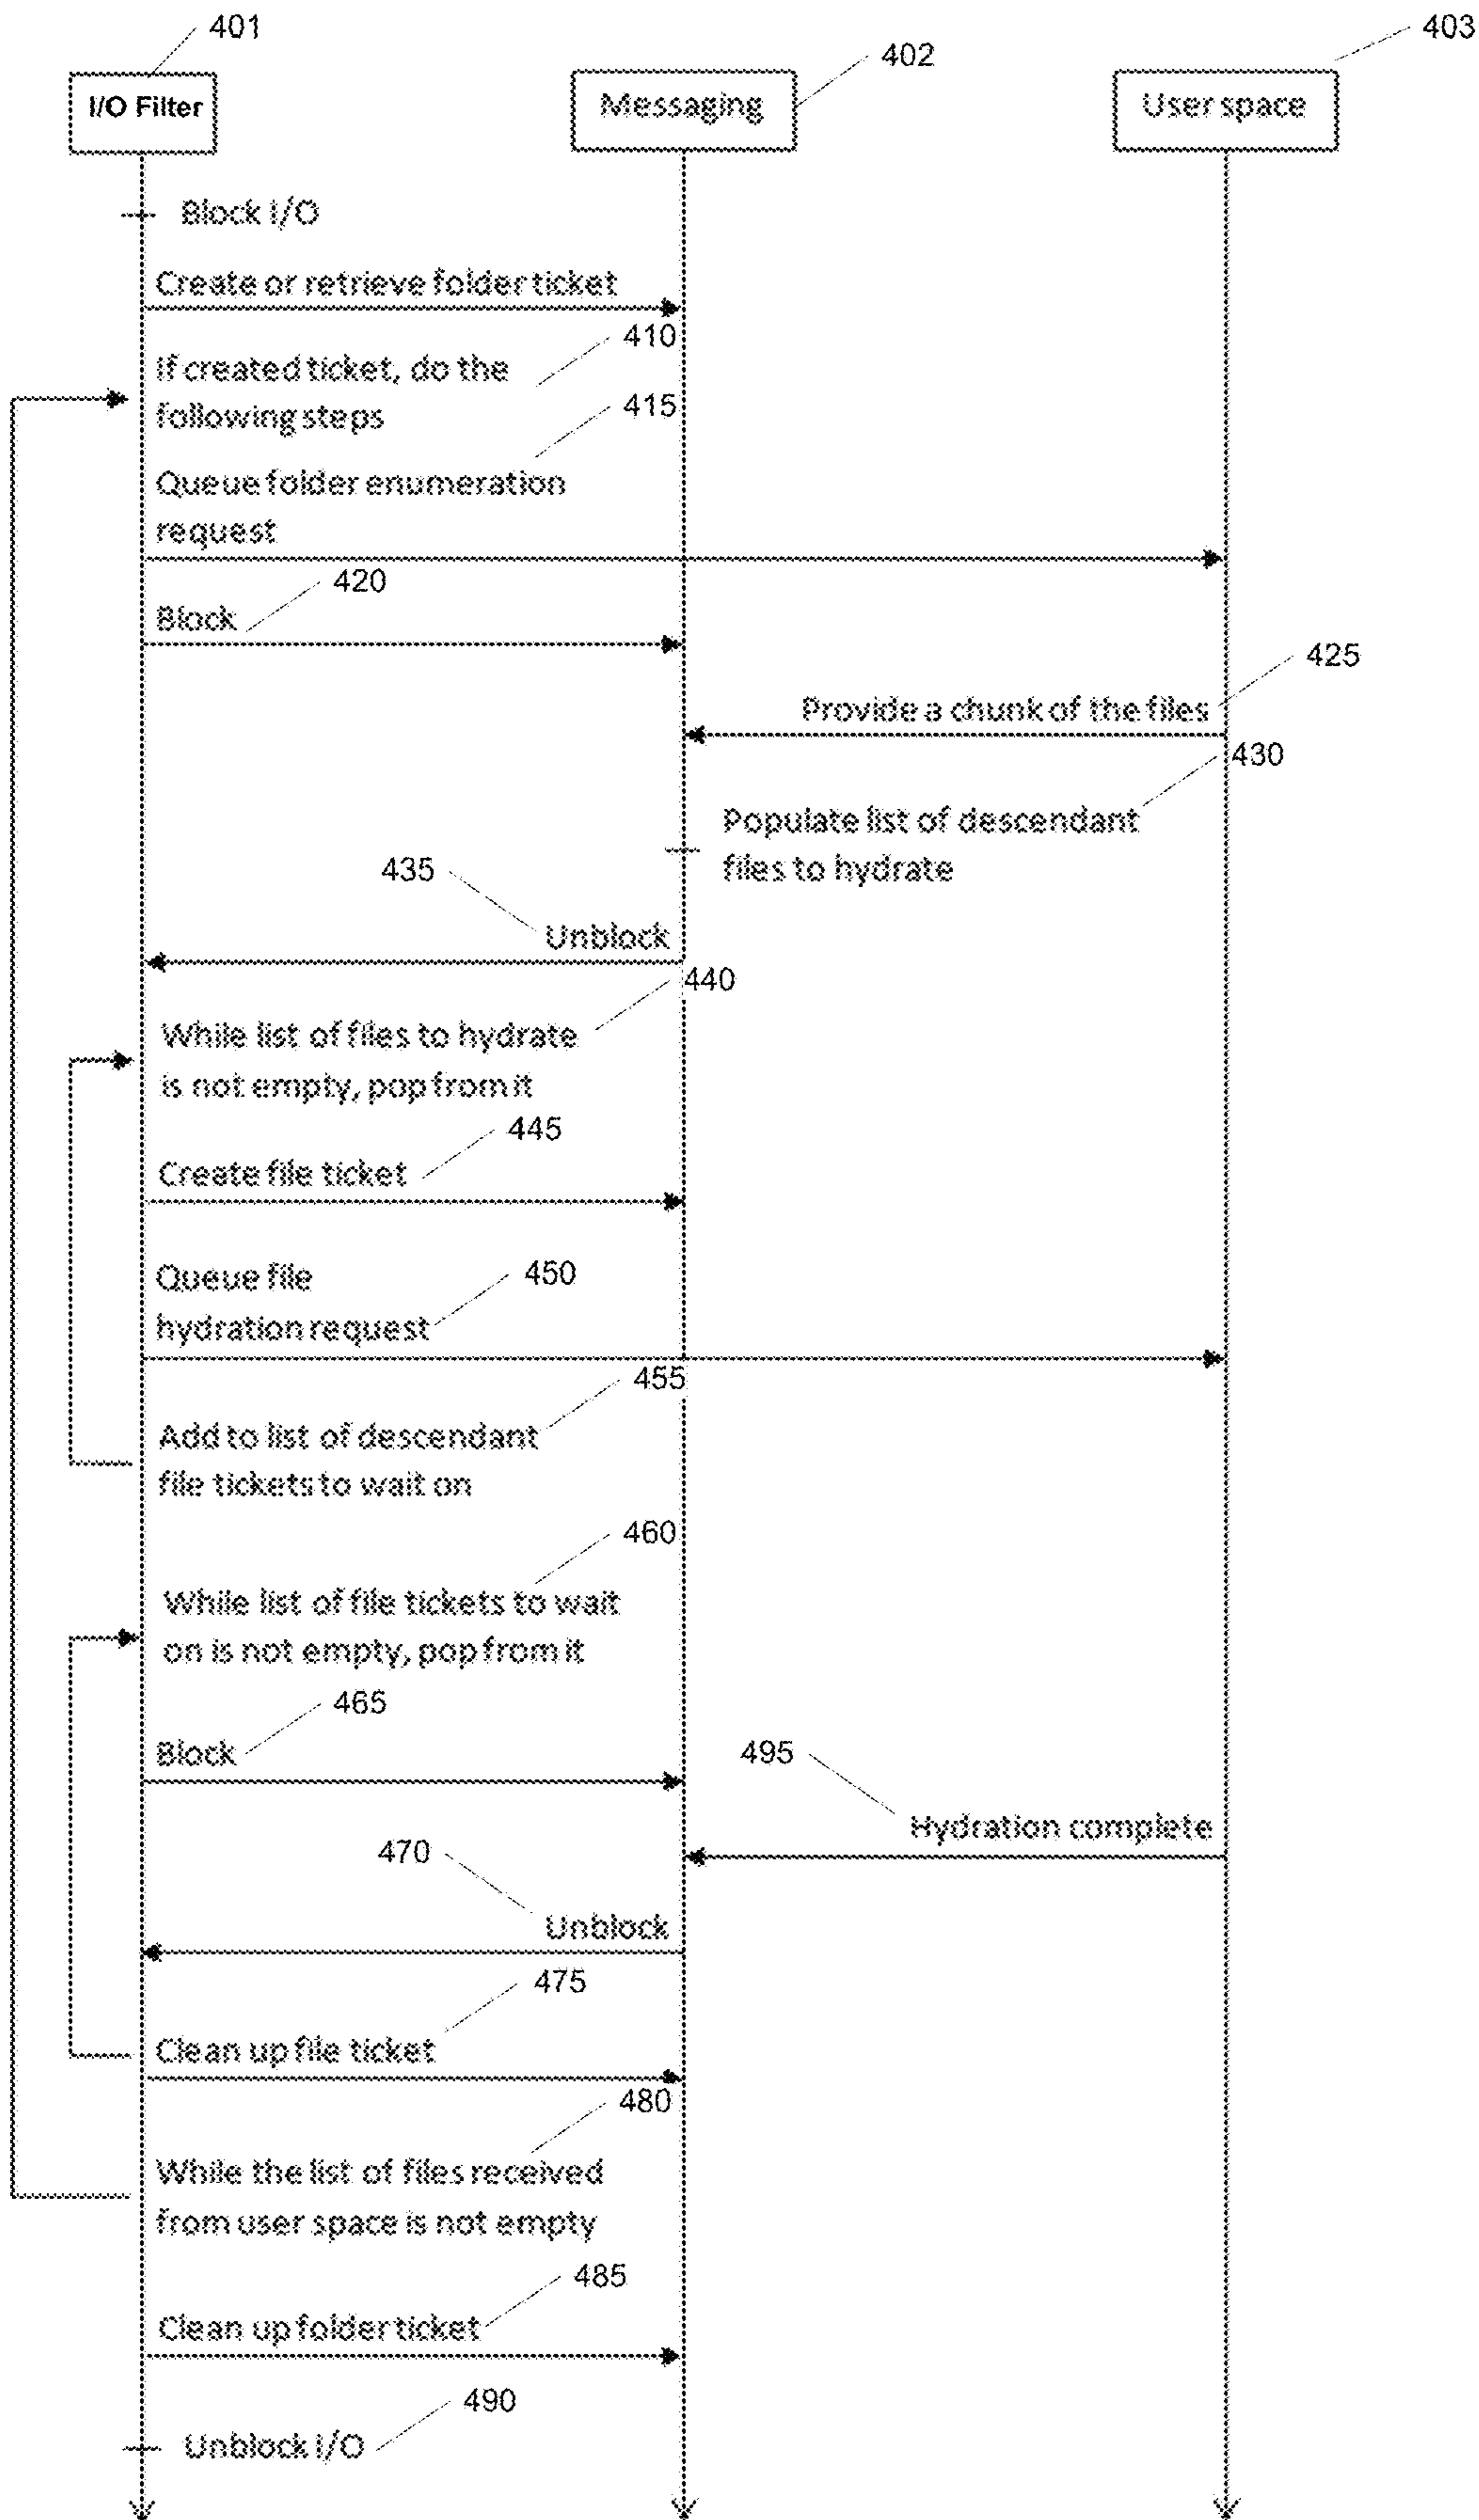 401
402
403
I/O Filter
Messaging
User space
Block I/O
Create or retrieve folder ticket
410
If created ticket, do the
following steps
415
Queue folder enumeration
request
420
Block
425
Provide a chunk of the files
430
Populate list of descendant
files to hydrate
435
Unblock
440
While list of files to hydrate
is not empty, pop from it
445
Create file ticket
450
Queue file
hydration request
455
Add to list of descendant
file tickets to wait on
460
While list of file tickets to wait
on is not empty, pop from it
465
Block
495
Hydration complete
470
Unblock
475
Clean up file ticket
480
While the list of files received
from user space is not empty
485
Clean up folder ticket
490
Unblock I/O